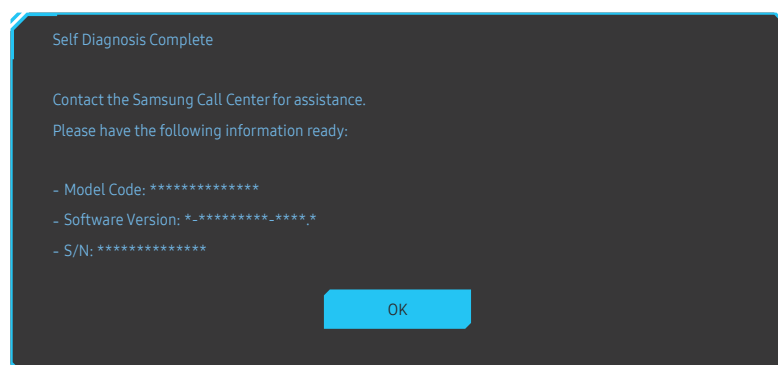 Self Diagnosis Complete
Contact the Samsung Call Center for assistance.
Please have the following information ready:
- Model Code: **************
- Software Version: *-*********-****.*
- S/N: **************
OK